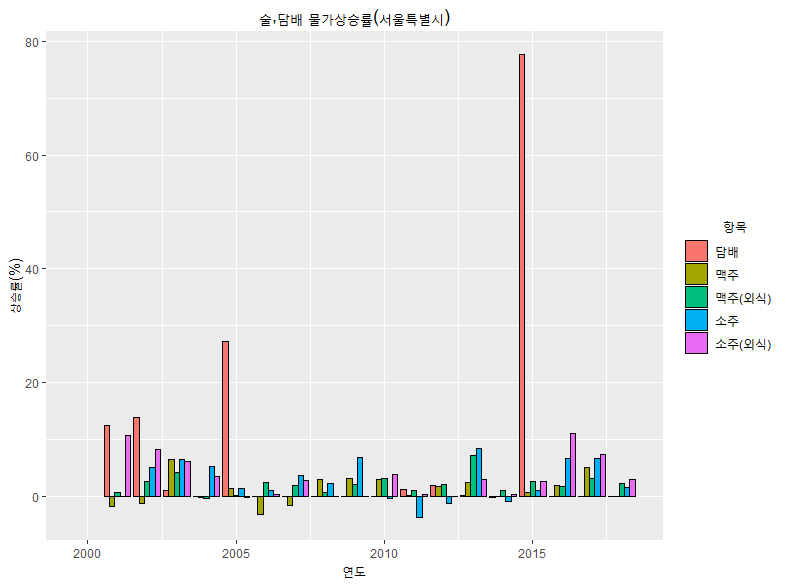 술,담배 물가상승률(서울특별시)
80
60
40
20
0
상승률(%)
2000 2005 2010 2015
연도
항목
담배
맥주
맥주(외식)
소주
소주(외식)